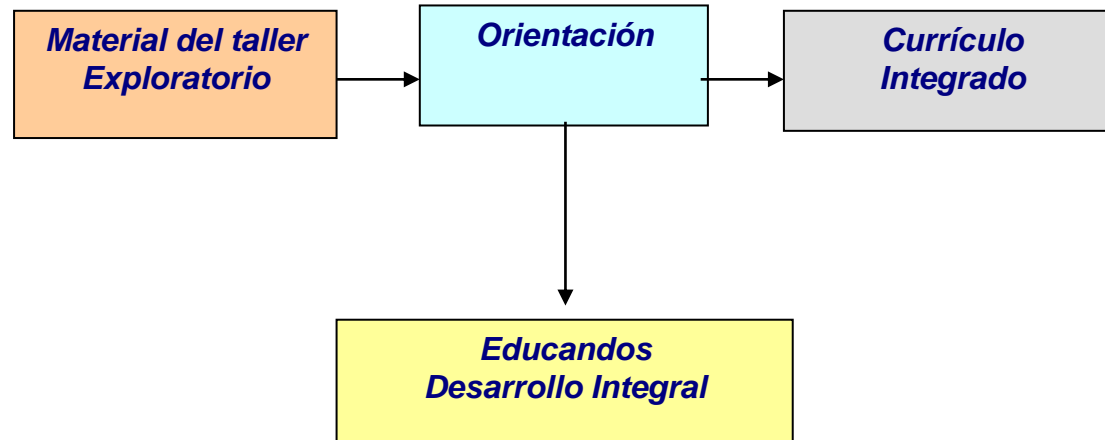 Material del taller
Exploratorio
Orientación
Currículo
Integrado
Educandos
Desarrollo Integral